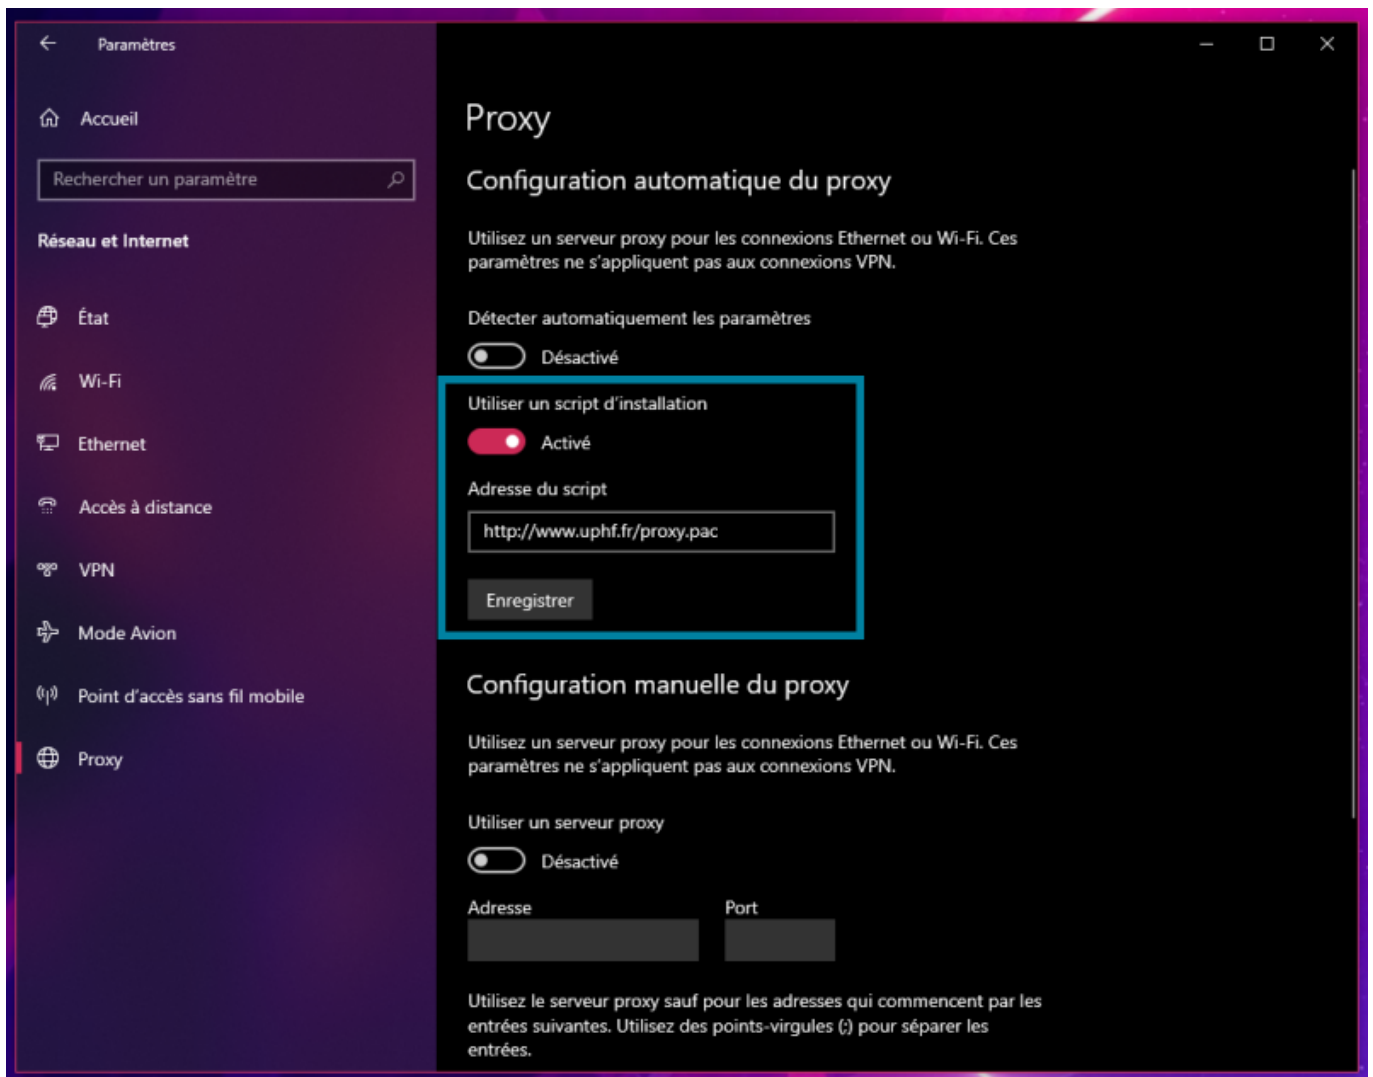 Paramètres
Accueil
Rechercher un paramètre
Réseau et Internet
État
Wi-Fi
Ethernet
Accès à distance
VPN
Mode Avion
Point d'accès sans fil mobile
Proxy
Proxy
Configuration automatique du proxy
Utilisez un serveur proxy pour les connexions Ethernet ou Wi-Fi. Ces
paramètres ne s'appliquent pas aux connexions VPN.
Détecter automatiquement les paramètres
Désactivé
Utiliser un script d'installation
Activé
Adresse du script
http://www.uphf.fr/proxy.pac
Enregistrer
Configuration manuelle du proxy
Utilisez un serveur proxy pour les connexions Ethernet ou Wi-Fi. Ces
paramètres ne s'appliquent pas aux connexions VPN.
Utiliser un serveur proxy
Désactivé
Adresse Port
Utilisez le serveur proxy sauf pour les adresses qui commencent par les
entrées suivantes. Utilisez des points-virgules (;) pour séparer les
entrées.